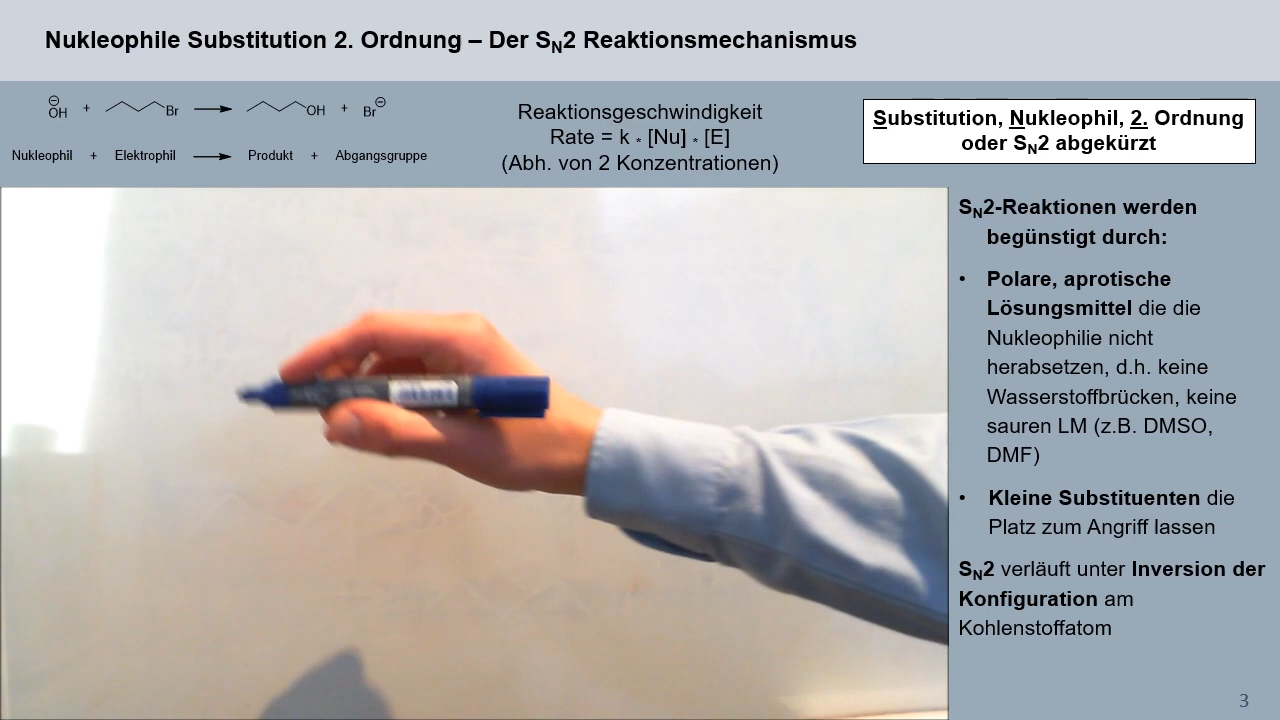 Nukleophile Substitution 2. Ordnung – Der SN2 Reaktionsmechanismus
⊖OH + Br → OH + Br⊖
Nukleophil + Elektrophil → Produkt + Abgangsgruppe
Reaktionsgeschwindigkeit
Rate = k * [Nu] * [E]
(Abh. von 2 Konzentrationen)
Substitution, Nukleophil, 2. Ordnung
oder SN2 abgekürzt
SN2-Reaktionen werden
begünstigt durch:
• Polare, aprotische
Lösungsmittel die die
Nukleophilie nicht
herabsetzen, d.h. keine
Wasserstoffbrücken, keine
sauren LM (z.B. DMSO,
DMF)
• Kleine Substituenten die
Platz zum Angriff lassen
SN2 verläuft unter Inversion der
Konfiguration am
Kohlenstoffatom
3